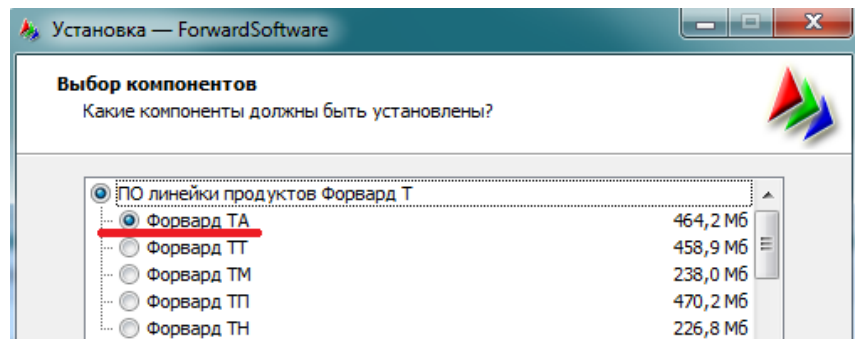 Установка — ForwardSoftware
Выбор компонентов
Какие компоненты должны быть установлены?
ПО линейки продуктов Форвард Т
Форвард ТА 464,2 Мб
Форвард ТТ 458,9 Мб
Форвард ТМ 238,0 Мб
Форвард ТП 470,2 Мб
Форвард ТН 226,8 Мб